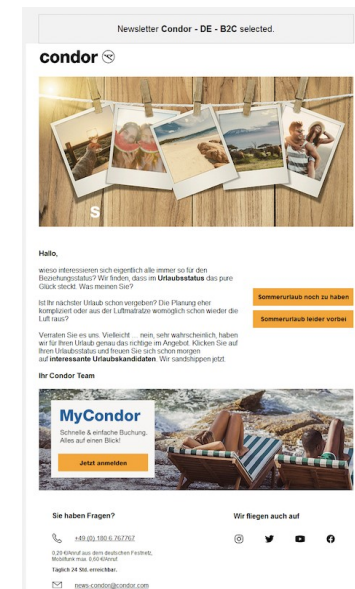 Newsletter Condor - DE - B2C selected.
condor
S
Hallo,
wieso interessieren sich eigentlich alle immer so für den
Beziehungsstatus? Wir finden, dass im Urlaubsstatus das pure
Glück steckt. Was meinen Sie?
Ist Ihr nächster Urlaub schon vergeben? Die Planung eher
kompliziert oder aus der Luftmatratze womöglich schon wieder die
Luft raus?
Verraten Sie es uns. Vielleicht ... nein, sehr wahrscheinlich, haben
wir für Ihren Urlaub genau das richtige im Angebot. Klicken Sie auf
Ihren Urlaubsstatus und freuen Sie sich schon morgen
auf interessante Urlaubskandidaten. Wir sandshippen jetzt.
Ihr Condor Team
Sommerurlaub noch zu haben
Sommerurlaub leider vorbei
MyCondor
Schnelle & einfache Buchung.
Alles auf einen Blick!
Jetzt anmelden
Sie haben Fragen?
+49 (0) 180 6 767767
0,20 €/Anruf aus dem deutschen Festnetz,
Mobilfunk max. 0,60 €/Anruf.
Täglich 24 Std. erreichbar.
news-condor@condor.com
Wir fliegen auch auf